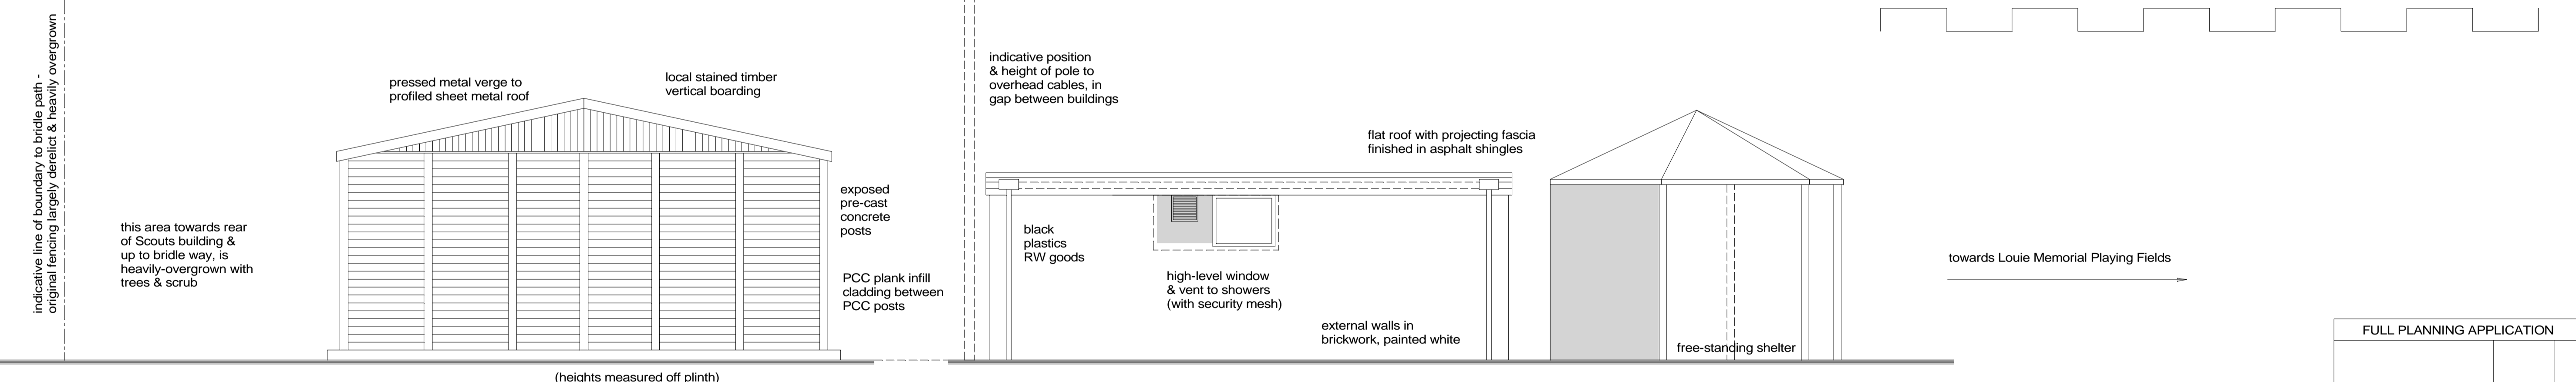 indicative line of boundary to bridle path -
original fencing largely derelict & heavily overgrown
this area towards rear
of Scouts building &
up to bridle way, is
heavily-overgrown with
trees & scrub
pressed metal verge to
profiled sheet metal roof
local stained timber
vertical boarding
exposed
pre-cast
concrete
posts
PCC plank infill
cladding between
PCC posts
(heights measured off plinth)
indicative position
& height of pole to
overhead cables, in
gap between buildings
black
plastics
RW goods
high-level window
& vent to showers
(with security mesh)
flat roof with projecting fascia
finished in asphalt shingles
external walls in
brickwork, painted white
free-standing shelter
towards Louie Memorial Playing Fields
FULL PLANNING APPLICATION